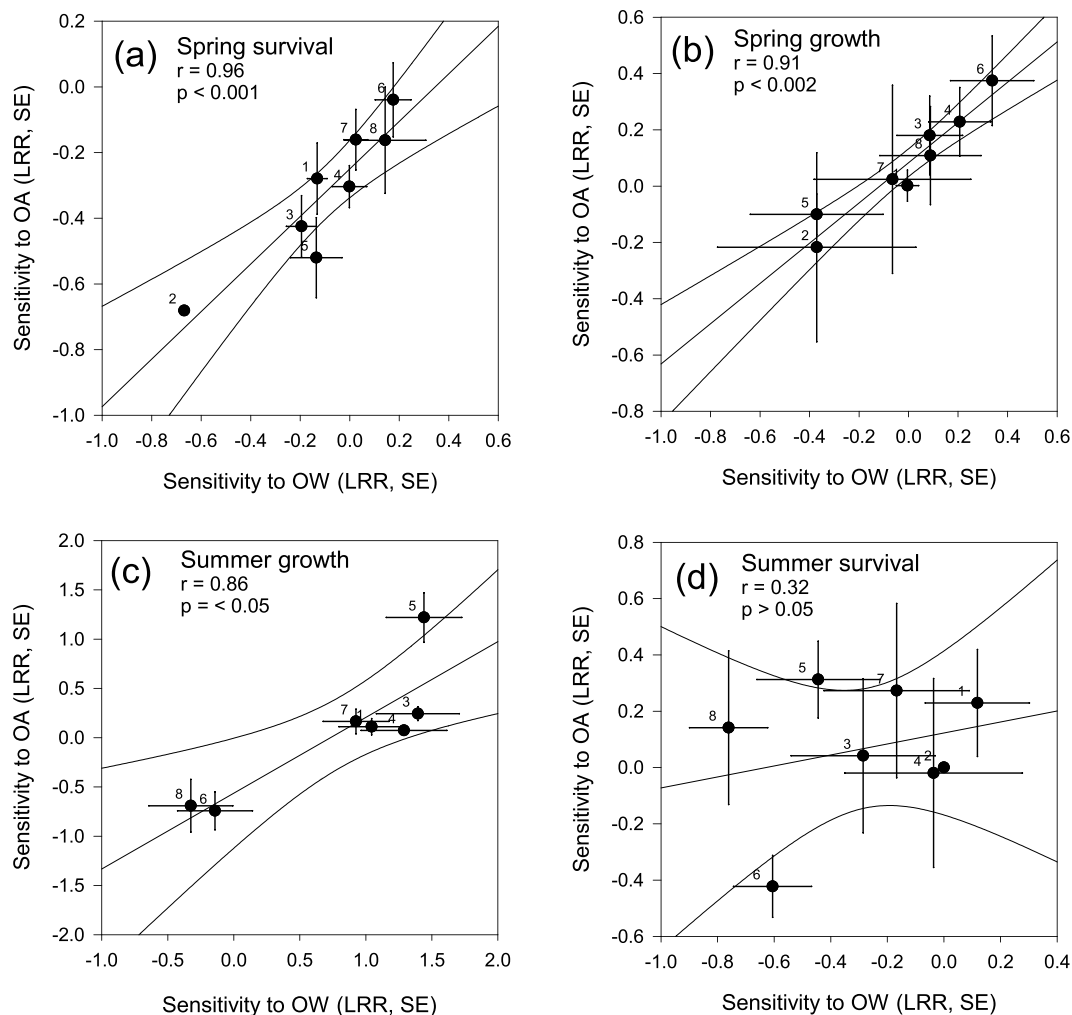 (a) Spring survival
r = 0.96
p < 0.001
0.2
0.0
-0.2
-0.4
-0.6
-0.8
-1.0
Sensitivity to OA (LRR, SE)
6
7
8
1
4
3
5
2
-1.0 -0.8 -0.6 -0.4 -0.2 0.0 0.2 0.4 0.6
Sensitivity to OW (LRR, SE)
(b) Spring growth
r = 0.91
p < 0.002
0.6
0.4
0.2
0.0
-0.2
-0.4
-0.6
-0.8
Sensitivity to OA (LRR, SE)
6
4
3
8
7
5
2
-1.0 -0.8 -0.6 -0.4 -0.2 0.0 0.2 0.4 0.6
Sensitivity to OW (LRR, SE)
(c) Summer growth
r = 0.86
p = < 0.05
2.0
1.5
1.0
0.5
0.0
-0.5
-1.0
-1.5
-2.0
Sensitivity to OA (LRR, SE)
5
3
7
1
4
8
6
-1.0 -0.5 0.0 0.5 1.0 1.5 2.0
Sensitivity to OW (LRR, SE)
(d) Summer survival
r = 0.32
p > 0.05
0.8
0.6
0.4
0.2
0.0
-0.2
-0.4
-0.6
Sensitivity to OA (LRR, SE)
5
7
1
8
3
2
4
6
-1.0 -0.8 -0.6 -0.4 -0.2 0.0 0.2 0.4
Sensitivity to OW (LRR, SE)